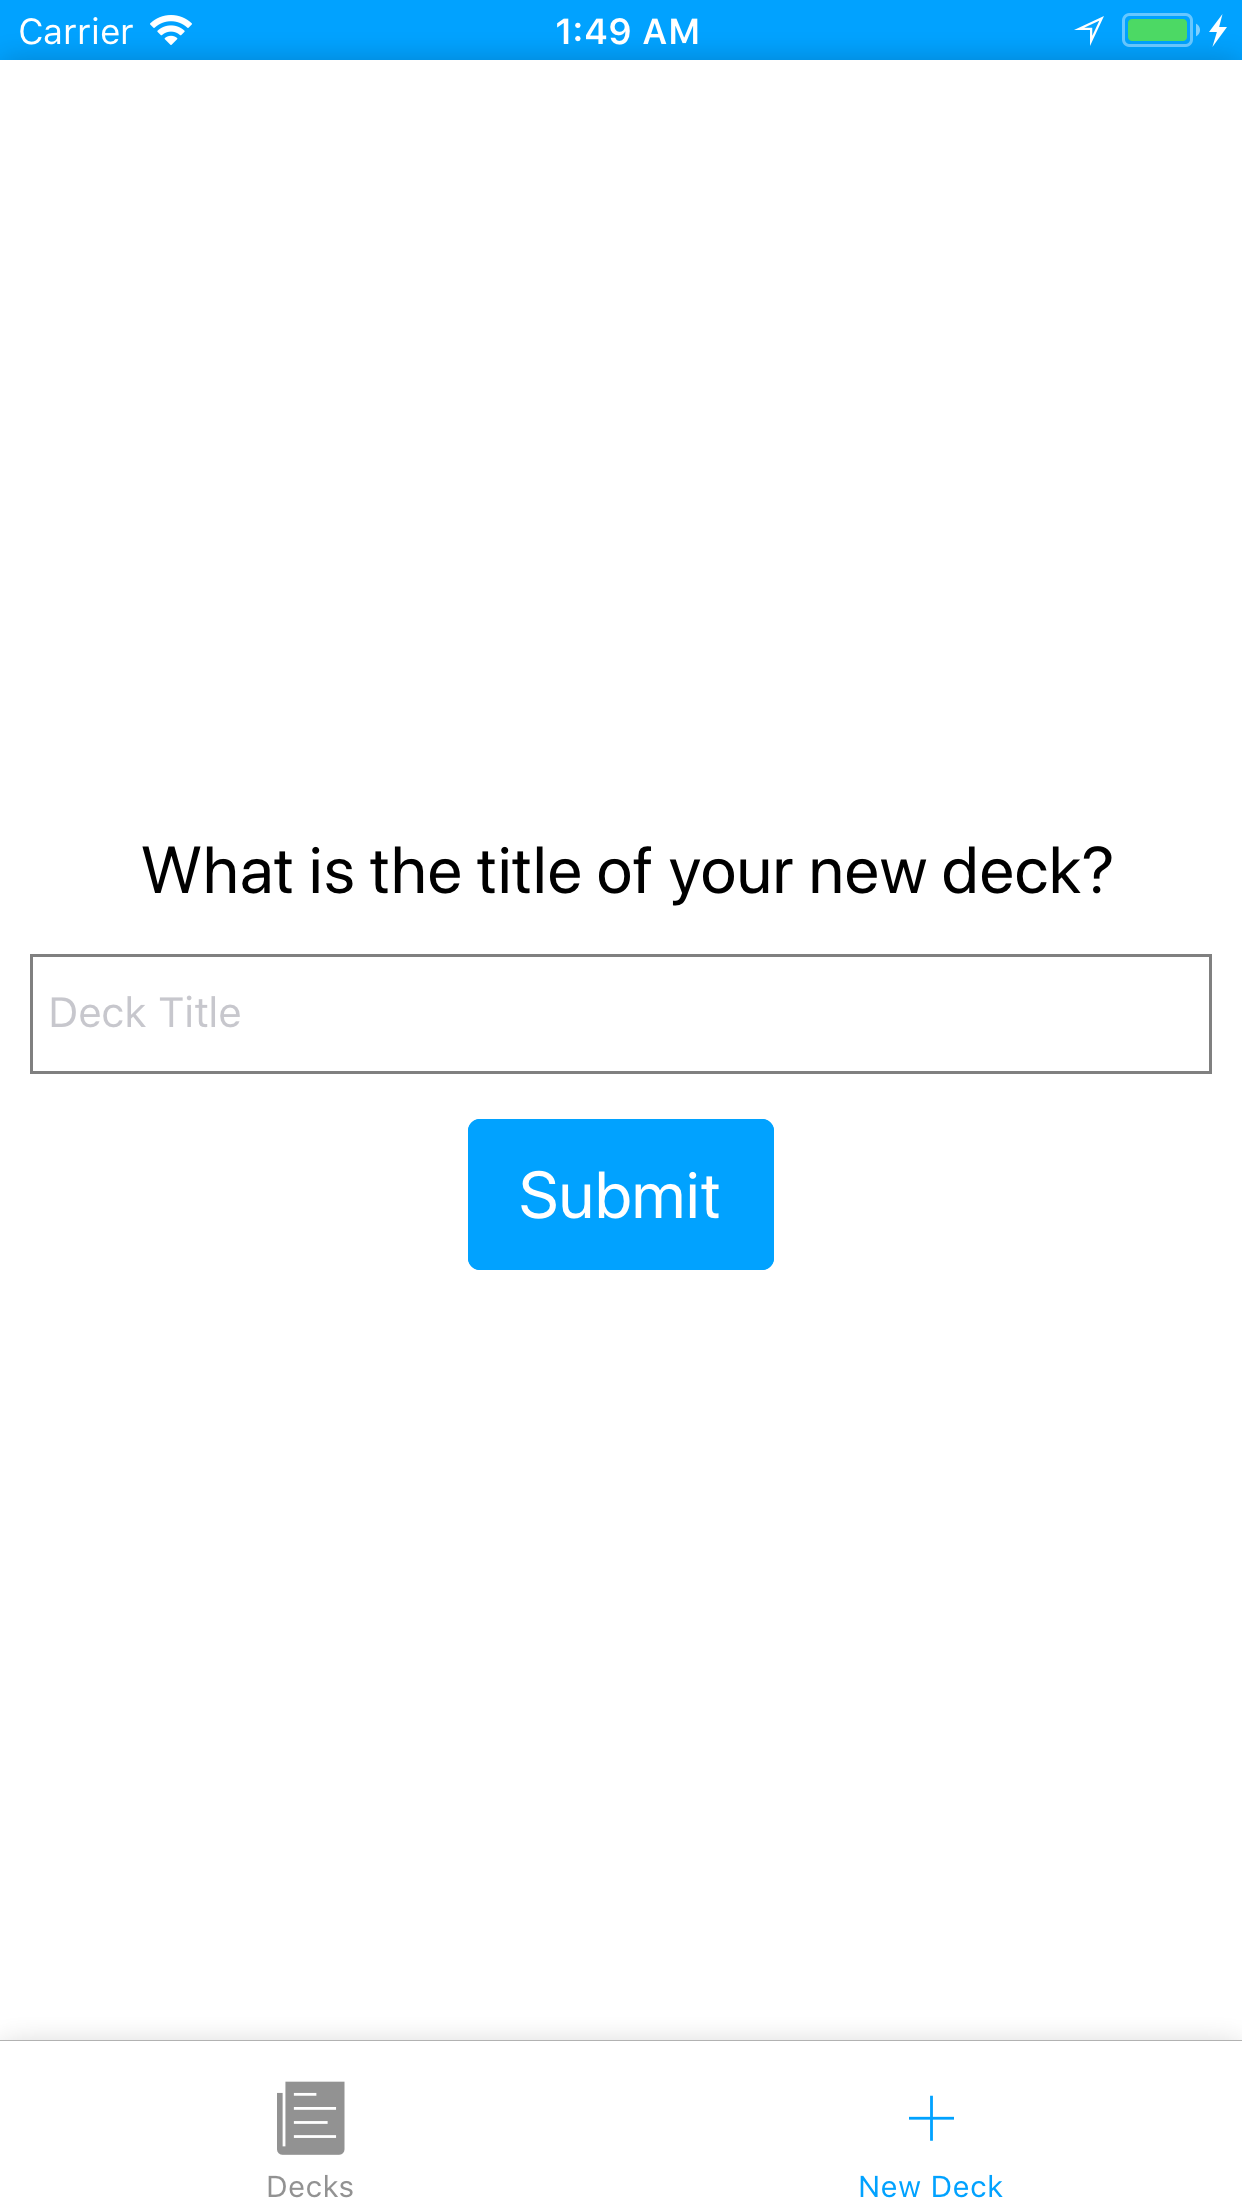 Carrier 1:49 AM
What is the title of your new deck?
Deck Title
Submit
Decks New Deck